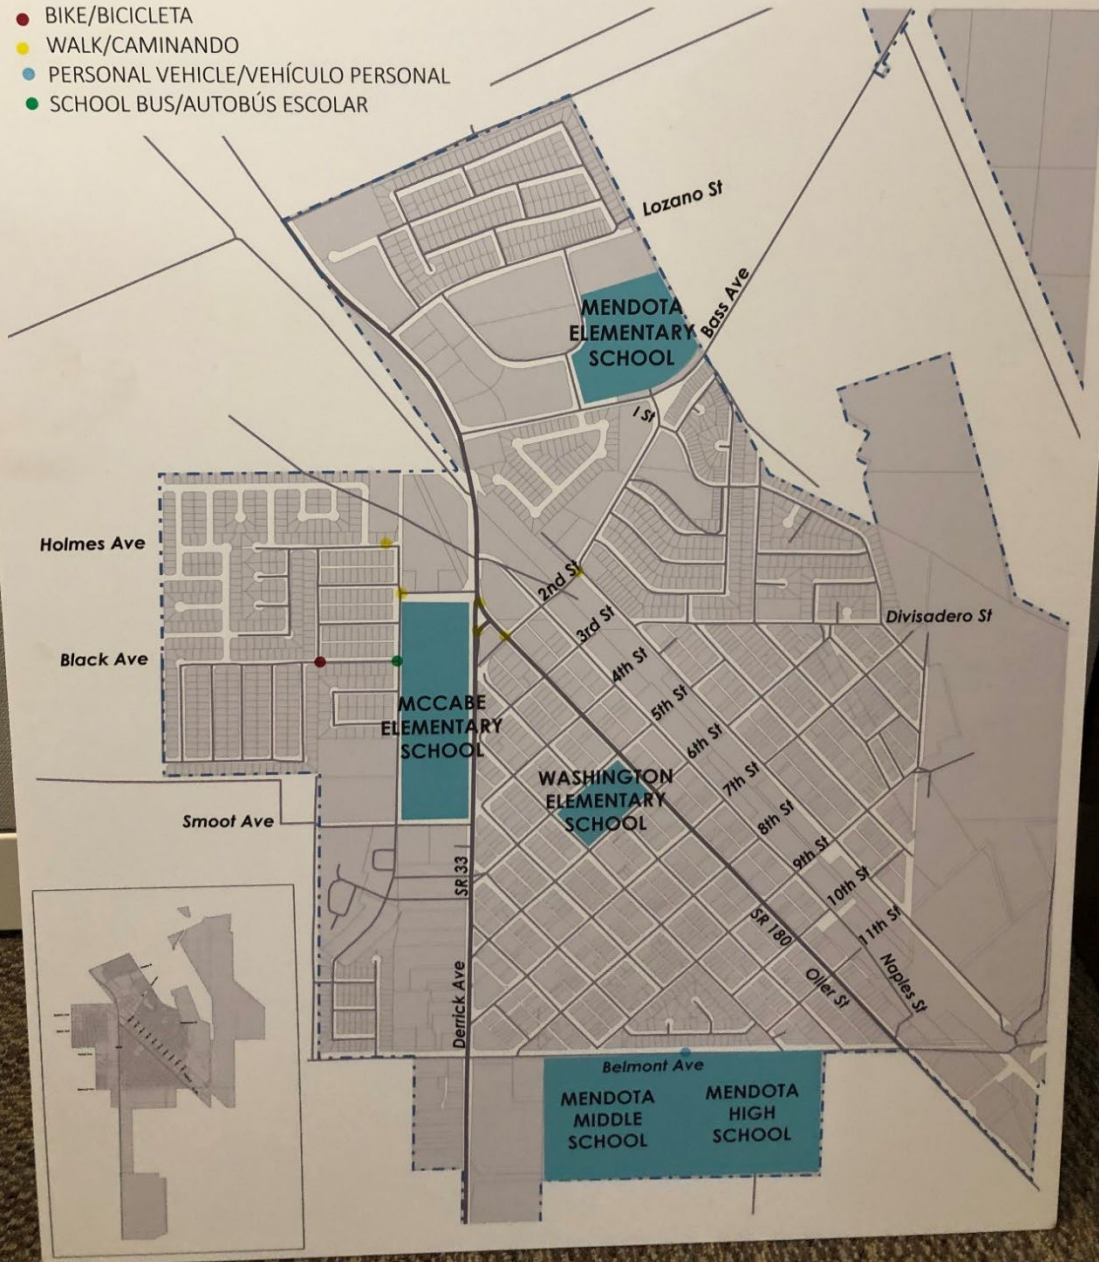 BIKE/BICICLETA
WALK/CAMINANDO
PERSONAL VEHICLE/VEHÍCULO PERSONAL
SCHOOL BUS/AUTOBÚS ESCOLAR
Lozano St
MENDOTA
ELEMENTARY
SCHOOL
Bass Ave
I St
Holmes Ave
2nd St
3rd St
Divisadero St
Black Ave
4th St
5th St
MCCABE
ELEMENTARY
SCHOOL
6th St
WASHINGTON
ELEMENTARY
SCHOOL
7th St
8th St
Smoot Ave
9th St
SR 33
10th St
SR 180
11th St
Oller St
Naples St
Derrick Ave
Belmont Ave
MENDOTA
MIDDLE
SCHOOL
MENDOTA
HIGH
SCHOOL